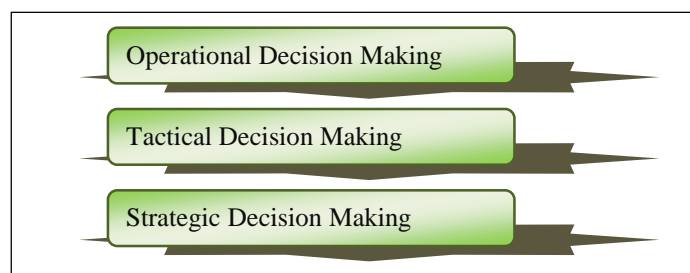 Operational Decision Making
Tactical Decision Making
Strategic Decision Making